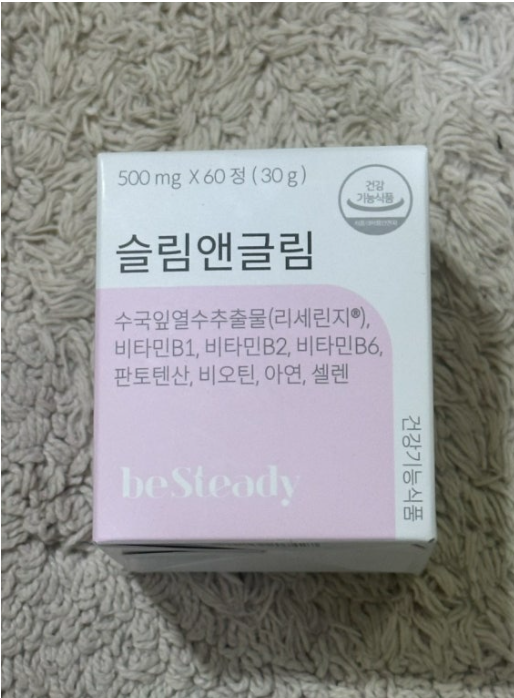 500 mg X 60 정 ( 30 g )
건강
기능식품
슬림앤글림
수국잎열수추출물(리세린지®),
비타민B1, 비타민B2, 비타민B6,
판토텐산, 비오틴, 아연, 셀렌
건강기능식품
beSteady